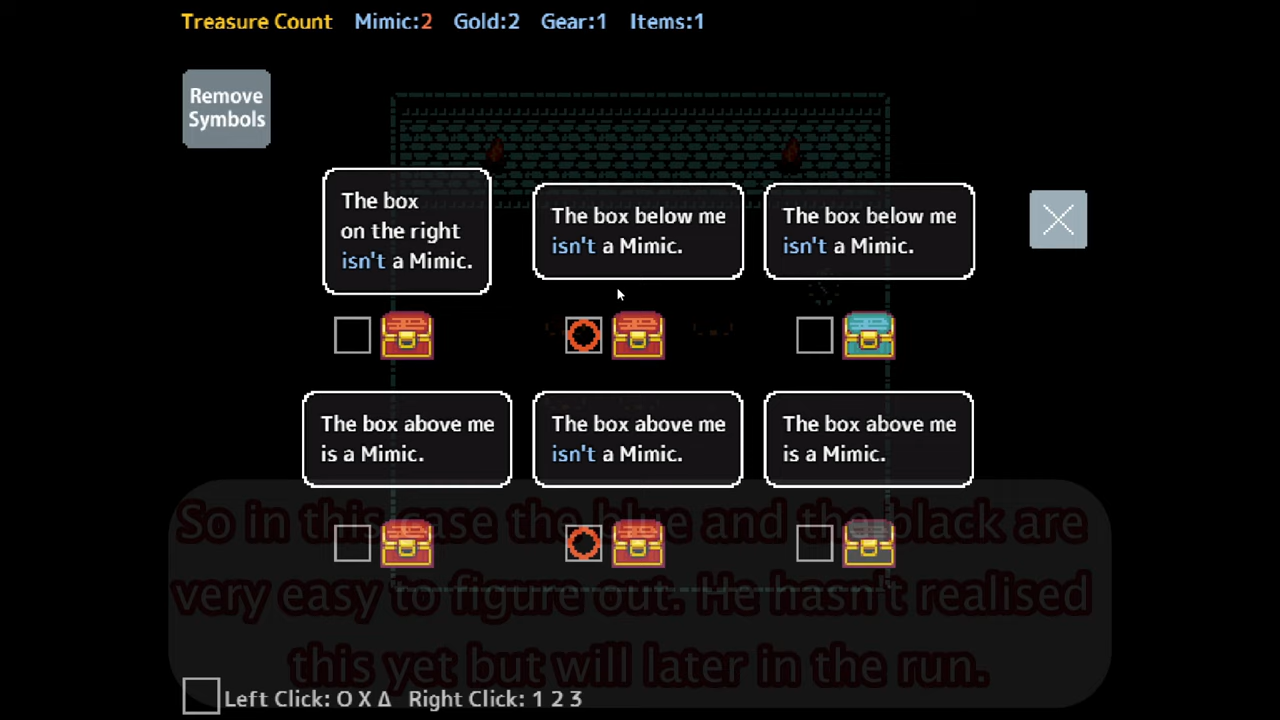 Treasure Count Mimic:2 Gold:2 Gear:1 Items:1
Remove
Symbols
The box
on the right
isn't a Mimic.
The box below me
isn't a Mimic.
The box below me
isn't a Mimic.
The box above me
is a Mimic.
The box above me
isn't a Mimic.
The box above me
is a Mimic.
So in this case the blue and the black are
very easy to figure out. He hasn't realised
this yet but will later in the run.
Left Click: O X Δ Right Click: 1 2 3